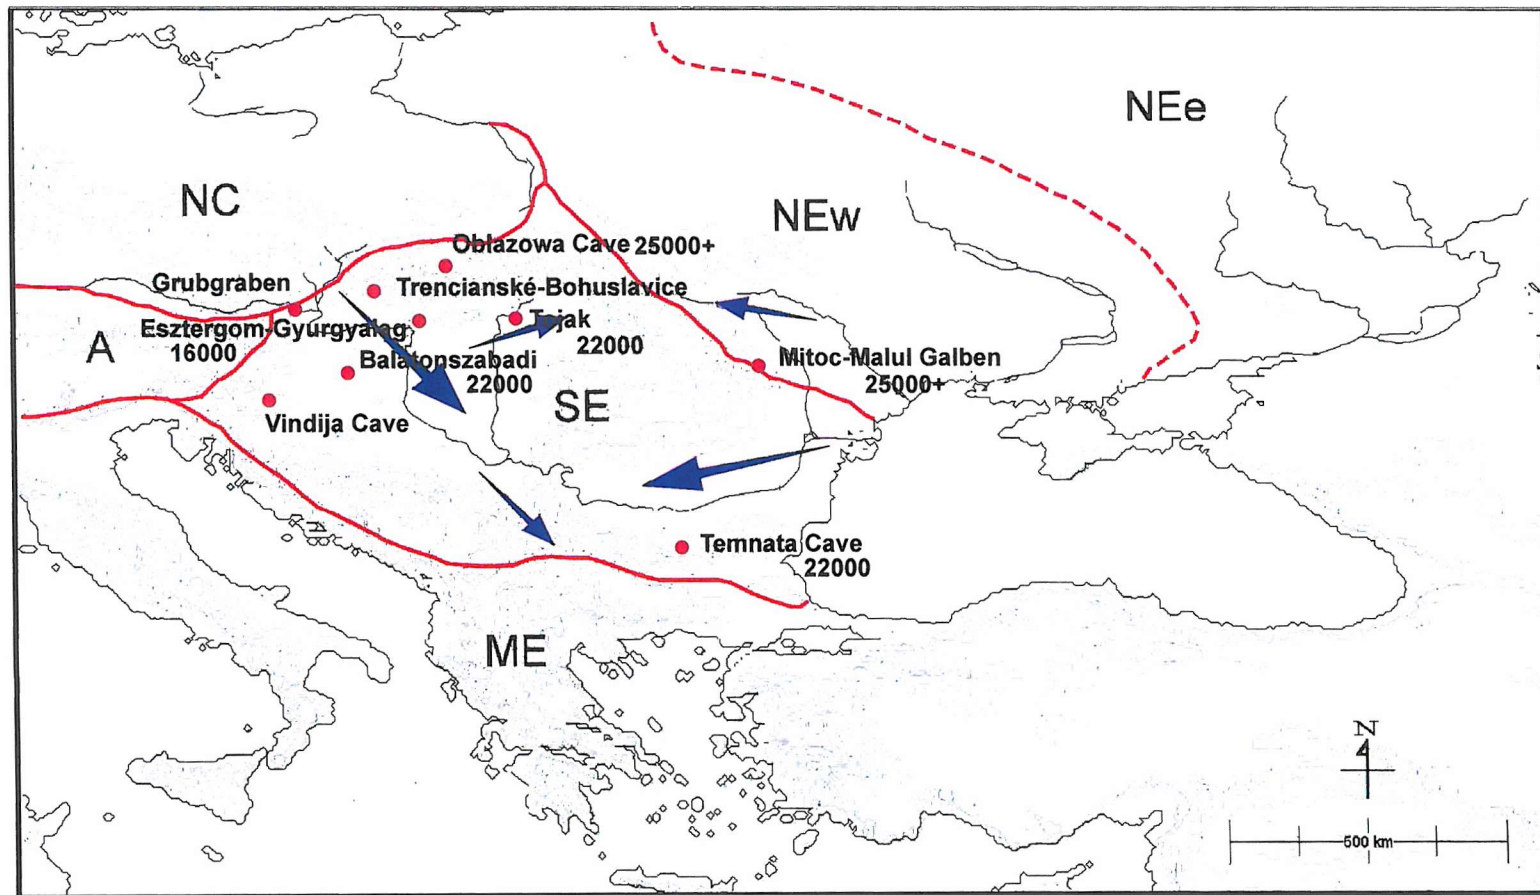 NEe
NC
NEw
Oblazowa Cave 25000+
Grubgraben
Trencianské-Bohuslavice
Esztergom-Gyurgyalag
16000
Tojak
22000
A
Balatonszabadi
22000
Mitoc-Malul Galben
25000+
SE
Vindija Cave
Temnata Cave
22000
ME
N
500 km